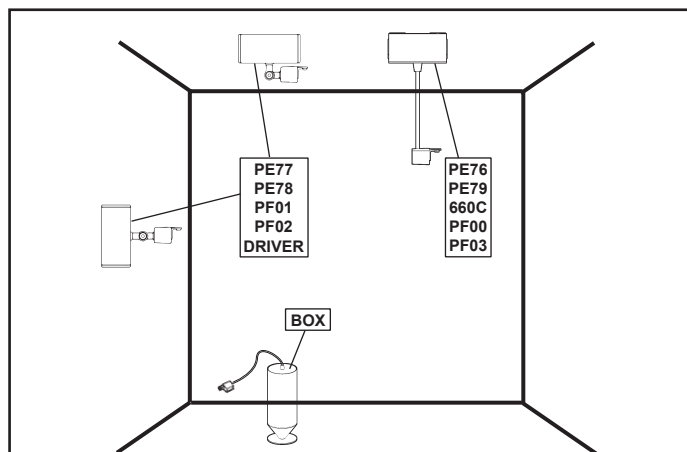 PE77
PE78
PF01
PF02
DRIVER
PE76
PE79
660C
PF00
PF03
BOX